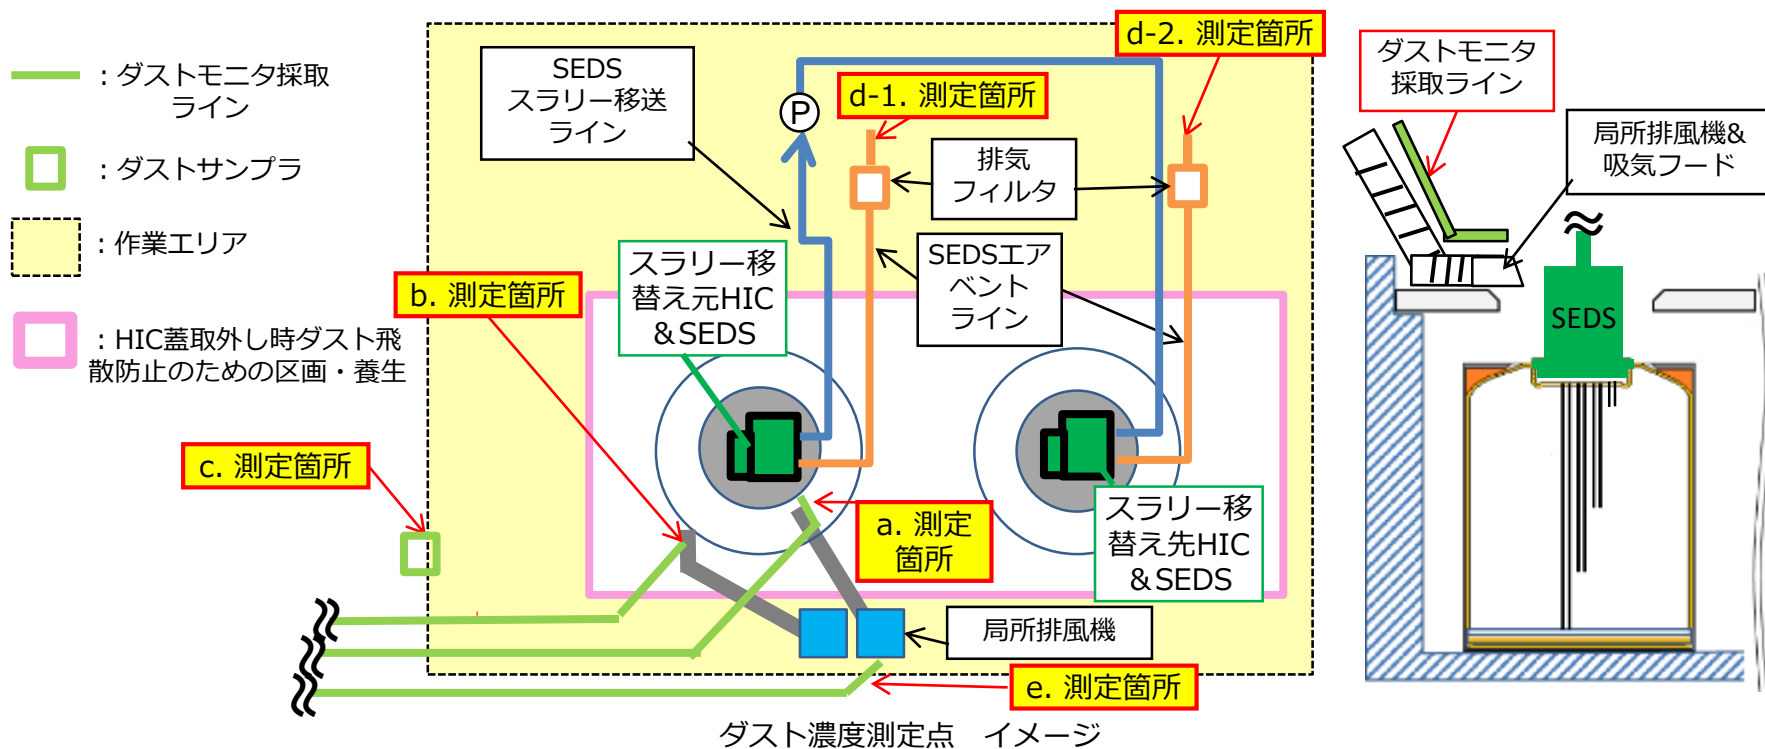 ：ダストモニタ採取
ライン
：ダストサンプラ
：作業エリア
：HIC蓋取外し時ダスト飛
散防止のための区画・養生
SEDS
スラリー移送
ライン
P
d-1. 測定箇所
d-2. 測定箇所
排気
フィルタ
SEDSエア
ベント
ライン
スラリー移
替え元HIC
＆SEDS
b. 測定箇所
c. 測定箇所
a. 測定
箇所
スラリー移
替え先HIC
＆SEDS
局所排風機
e. 測定箇所
ダスト濃度測定点　イメージ
ダストモニタ
採取ライン
局所排風機&
吸気フード
SEDS